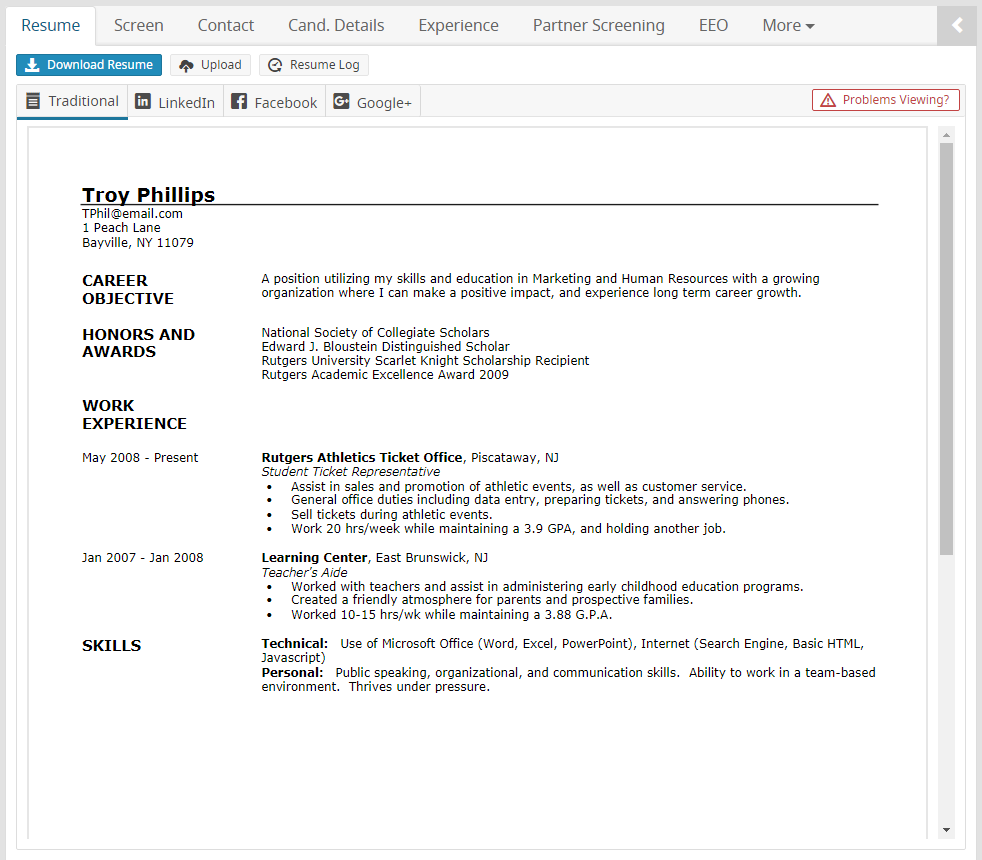 Resume Screen Contact Cand. Details Experience Partner Screening EEO More
Download Resume Upload Resume Log
Traditional LinkedIn Facebook Google+ Problems Viewing?
Troy Phillips
TPhil@email.com
1 Peach Lane
Bayville, NY 11079
CAREER
OBJECTIVE
A position utilizing my skills and education in Marketing and Human Resources with a growing
organization where I can make a positive impact, and experience long term career growth.
HONORS AND
AWARDS
National Society of Collegiate Scholars
Edward J. Bloustein Distinguished Scholar
Rutgers University Scarlet Knight Scholarship Recipient
Rutgers Academic Excellence Award 2009
WORK
EXPERIENCE
May 2008 - Present Rutgers Athletics Ticket Office, Piscataway, NJ
Student Ticket Representative
• Assist in sales and promotion of athletic events, as well as customer service.
• General office duties including data entry, preparing tickets, and answering phones.
• Sell tickets during athletic events.
• Work 20 hrs/week while maintaining a 3.9 GPA, and holding another job.
Jan 2007 - Jan 2008 Learning Center, East Brunswick, NJ
Teacher's Aide
• Worked with teachers and assist in administering early childhood education programs.
• Created a friendly atmosphere for parents and prospective families.
• Worked 10-15 hrs/wk while maintaining a 3.88 G.P.A.
SKILLS Technical: Use of Microsoft Office (Word, Excel, PowerPoint), Internet (Search Engine, Basic HTML,
Javascript)
Personal: Public speaking, organizational, and communication skills. Ability to work in a team-based
environment. Thrives under pressure.